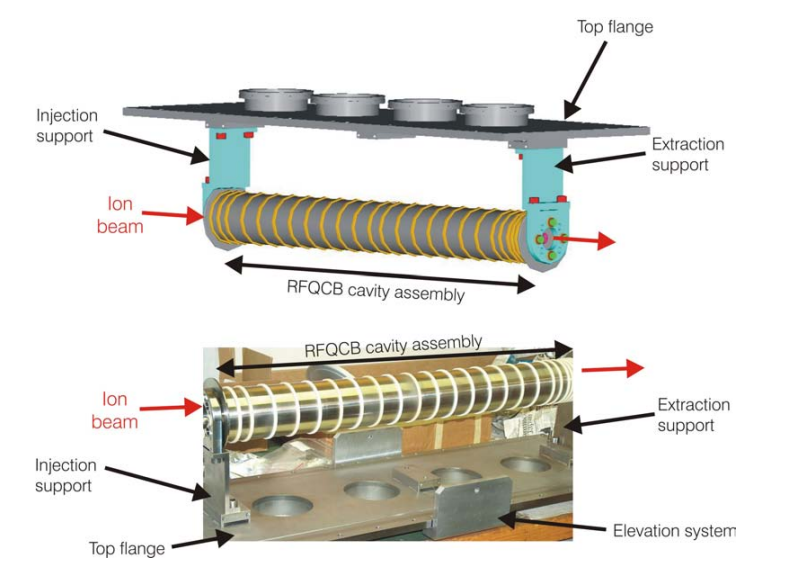 Top flange
Injection
support
Extraction
support
Ion
beam
RFQCB cavity assembly
RFQCB cavity assembly
Ion
beam
Extraction
support
Injection
support
Elevation system
Top flange